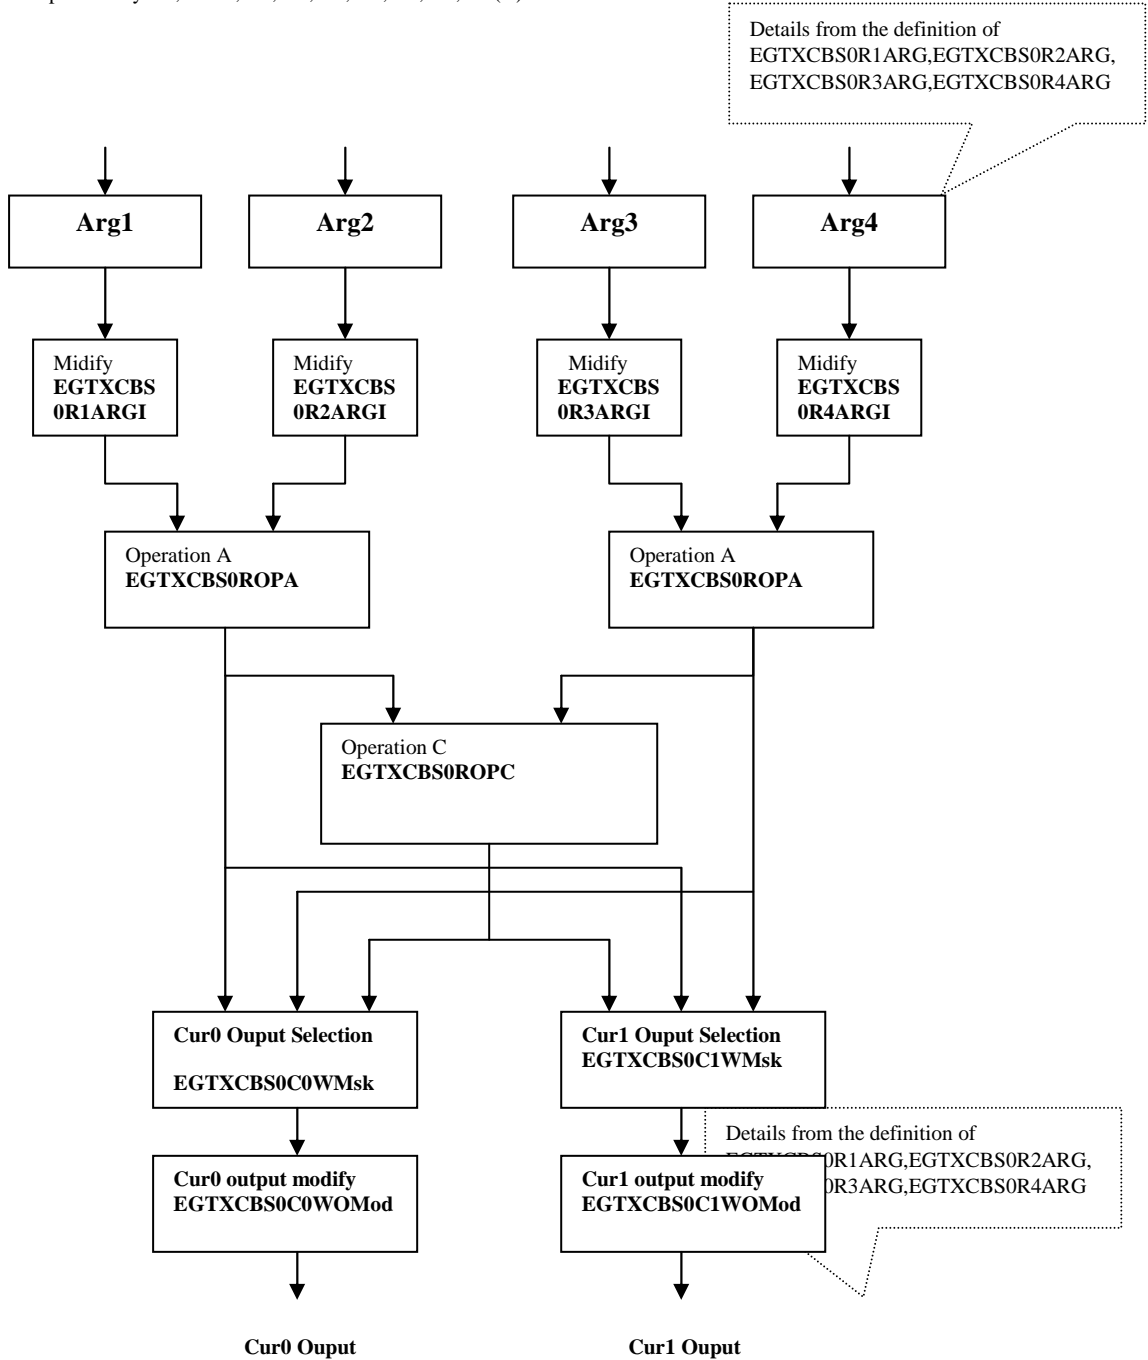 Details from the definition of
EGTXCBS0R1ARG,EGTXCBS0R2ARG,
EGTXCBS0R3ARG,EGTXCBS0R4ARG
Arg1
Arg2
Arg3
Arg4
Midify
EGTXCBS
0R1ARGI
Midify
EGTXCBS
0R2ARGI
Midify
EGTXCBS
0R3ARGI
Midify
EGTXCBS
0R4ARGI
Operation A
EGTXCBS0ROPA
Operation A
EGTXCBS0ROPA
Operation C
EGTXCBS0ROPC
Cur0 Ouput Selection
EGTXCBS0C0WMsk
Cur1 Ouput Selection
EGTXCBS0C1WMsk
Cur0 output modify
EGTXCBS0C0WOMod
Cur1 output modify
EGTXCBS0C1WOMod
Details from the definition of
EGTXCBS0R1ARG,EGTXCBS0R2ARG,
0R3ARG,EGTXCBS0R4ARG
Cur0 Ouput
Cur1 Ouput